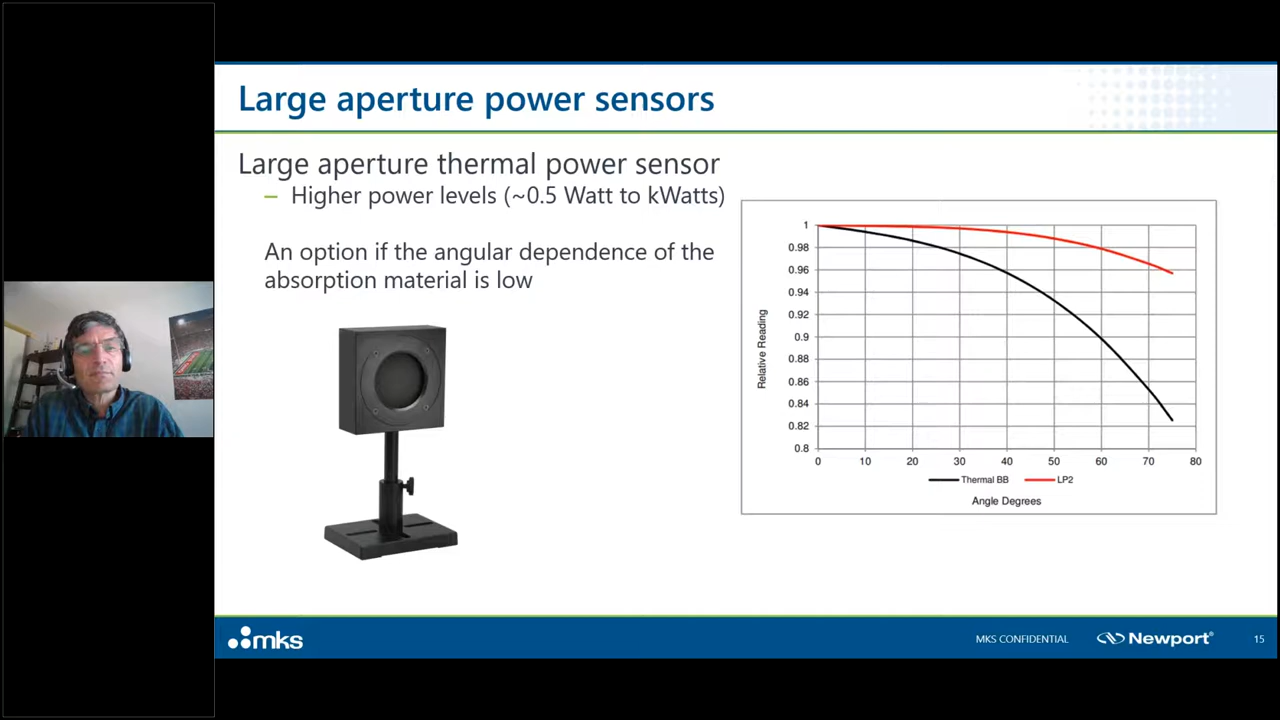 Large aperture power sensors
Large aperture thermal power sensor
– Higher power levels (~0.5 Watt to kWatts)
An option if the angular dependence of the
absorption material is low
Relative Reading
1
0.98
0.96
0.94
0.92
0.9
0.88
0.86
0.84
0.82
0.8
0 10 20 30 40 50 60 70 80
Thermal BB LP2
Angle Degrees
mks
MKS CONFIDENTIAL
Newport®
15